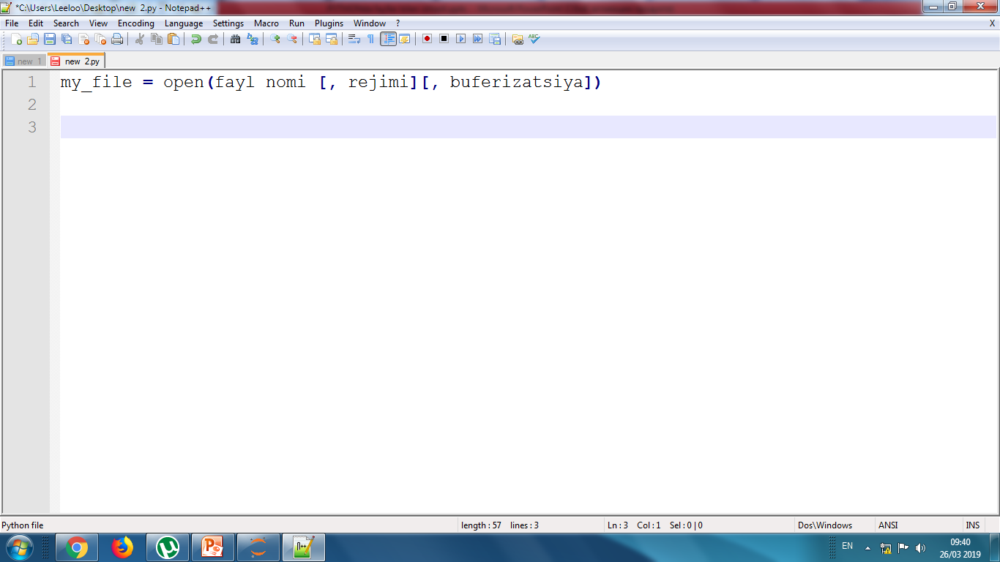 *C:\Users\Leeloo\Desktop\new 2.py - Notepad++
File Edit Search View Encoding Language Settings Macro Run Plugins Window ? X
new 1 new 2.py
1 my_file = open(fayl nomi [, rejimi][, buferizatsiya])
2
3
Python file length : 57 lines : 3 Ln : 3 Col : 1 Sel : 0 | 0 Dos\Windows ANSI INS
EN 09:40
26/03 2019